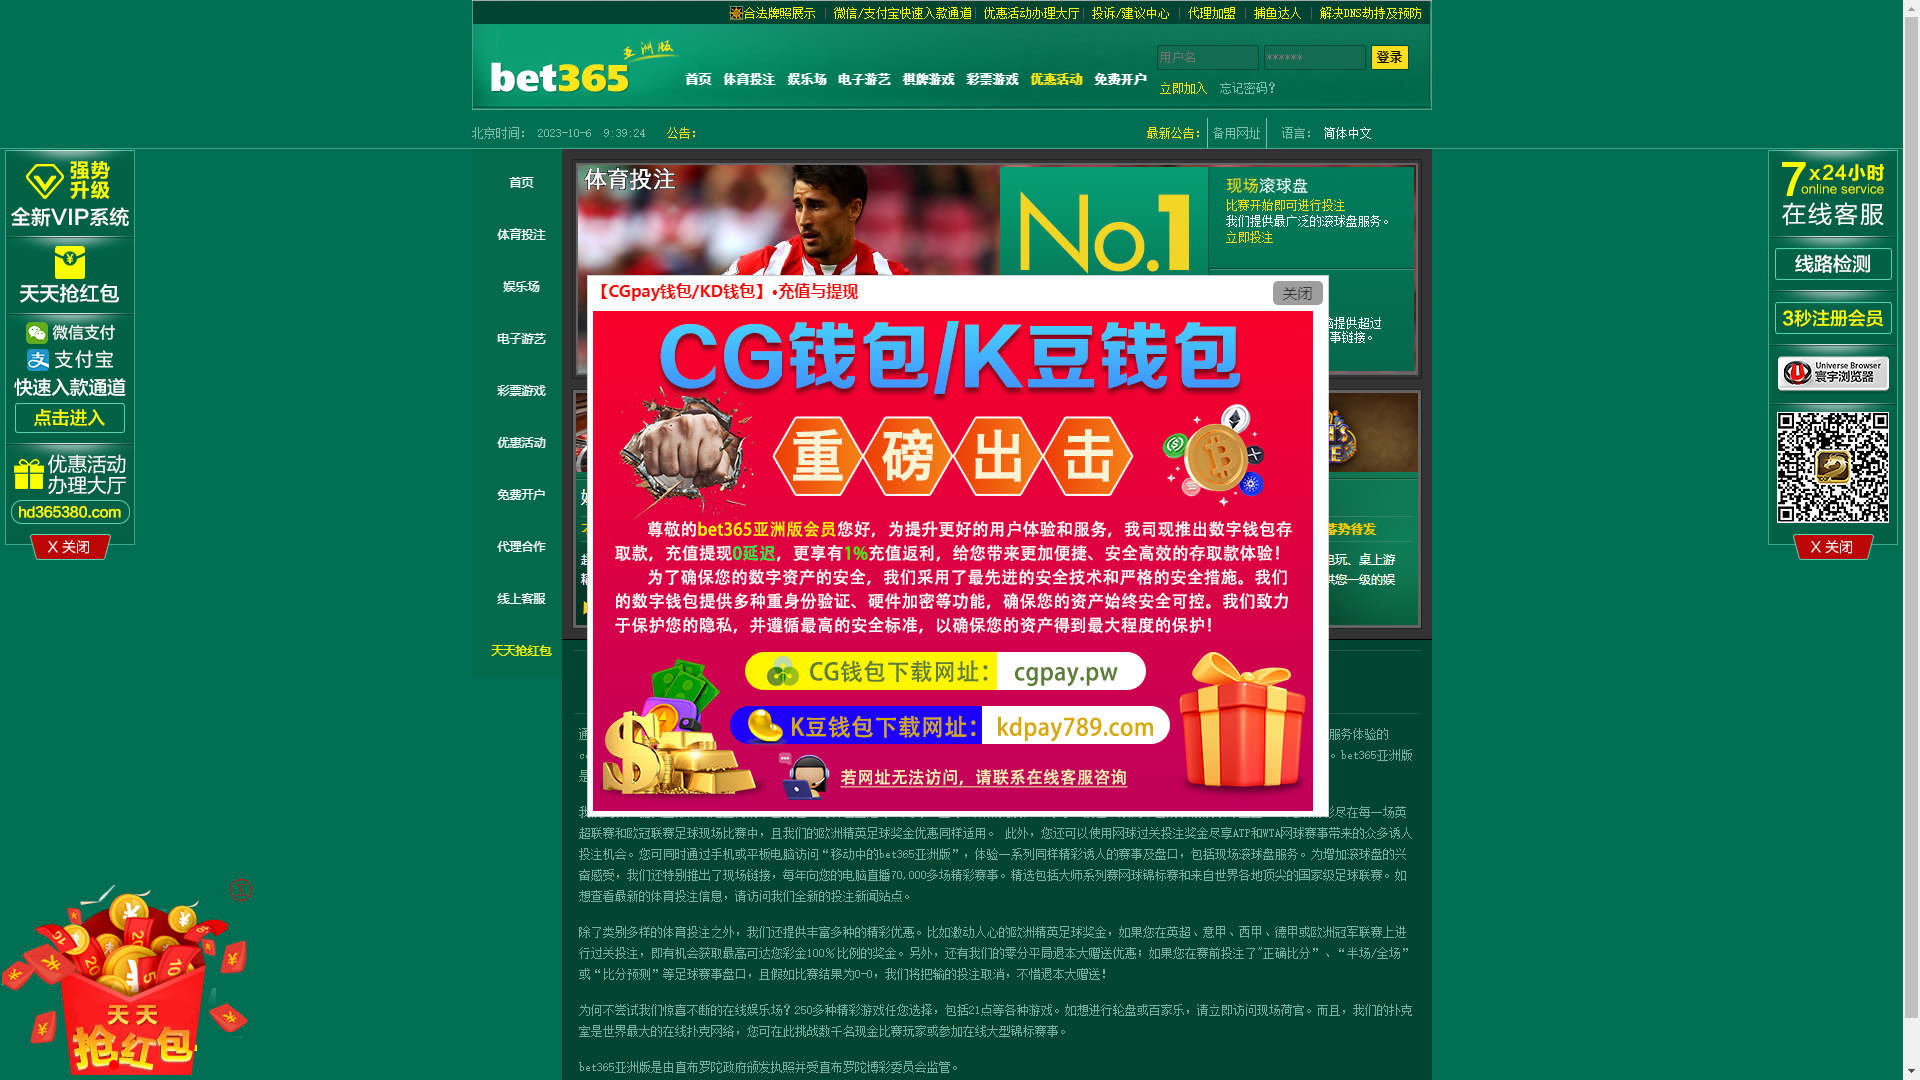 合法牌照展示
微信/支付宝快速入款通道
优惠活动办理大厅
投诉/建议中心
代理加盟
捕鱼达人
解决DNS劫持及预防
bet365
亚洲版
首页
体育投注
娱乐场
电子游艺
棋牌游戏
彩票游戏
优惠活动
免费开户
用户名
******
登录
立即加入
忘记密码?
北京时间： 2023-10-6 9:39:24
公告：
最新公告：
备用网址
语言：
简体中文
强势
升级
全新VIP系统
天天抢红包
微信支付
支付宝
快速入款通道
点击进入
优惠活动
办理大厅
hd365380.com
X 关闭
首页
体育投注
娱乐场
电子游艺
彩票游戏
优惠活动
免费开户
代理合作
线上客服
天天抢红包
体育投注
No.1
现场滚球盘
比赛开始即可进行投注
我们提供最广泛的滚球盘服务。
立即投注
提供超过
事链接。
蓄势待发
电玩、桌上游
供您一级的娱
【CGpay钱包/KD钱包】•充值与提现
关闭
CG钱包/K豆钱包
重磅出击
尊敬的bet365亚洲版会员您好，为提升更好的用户体验和服务，我司现推出数字钱包存
取款，充值提现0延迟，更享有1%充值返利，给您带来更加便捷、安全高效的存取款体验！
为了确保您的数字资产的安全，我们采用了最先进的安全技术和严格的安全措施。我们
的数字钱包提供多种重身份验证、硬件加密等功能，确保您的资产始终安全可控。我们致力
于保护您的隐私，并遵循最高的安全标准，以确保您的资产得到最大程度的保护！
CG钱包下载网址：
cgpay.pw
K豆钱包下载网址：
kdpay789.com
若网址无法访问，请联系在线客服咨询
7x24小时
online service
在线客服
线路检测
3秒注册会员
Universe Browser
寰宇浏览器
X 关闭
服务体验的
。bet365亚洲版
尽在每一场英
超联赛和欧冠联赛足球现场比赛中，且我们的欧洲精英足球奖金优惠同样适用。 此外，您还可以使用网球过关投注奖金尽享ATP和WTA网球赛事带来的众多诱人
投注机会。您可同时通过手机或平板电脑访问“移动中的bet365亚洲版”，体验一系列同样精彩诱人的赛事及盘口，包括现场滚球盘服务。为增加滚球盘的兴
奋感受，我们还特别推出了现场链接，每年向您的电脑直播70,000多场精彩赛事。精选包括大师系列赛网球锦标赛和来自世界各地顶尖的国家级足球联赛。如
想查看最新的体育投注信息，请访问我们全新的投注新闻站点。
除了类别多样的体育投注之外，我们还提供丰富多种的精彩优惠。比如激动人心的欧洲精英足球奖金，如果您在英超、意甲、西甲、德甲或欧洲冠军联赛上进
行过关投注，即有机会获取最高可达您彩金100％比例的奖金。另外，还有我们的零分平局退本大赠送优惠；如果您在赛前投注了“正确比分”、“半场/全场”
或“比分预测”等足球赛事盘口，且假如比赛结果为0-0，我们将把输的投注取消，不惜退本大赠送！
为何不尝试我们惊喜不断的在线娱乐场？250多种精彩游戏任您选择，包括21点等各种游戏。如想进行轮盘或百家乐，请立即访问现场荷官。而且，我们的扑克
室是世界最大的在线扑克网络，您可在此挑战数千名现金比赛玩家或参加在线大型锦标赛事。
bet365亚洲版是由直布罗陀政府颁发执照并受直布罗陀博彩委员会监管。
天天
抢红包